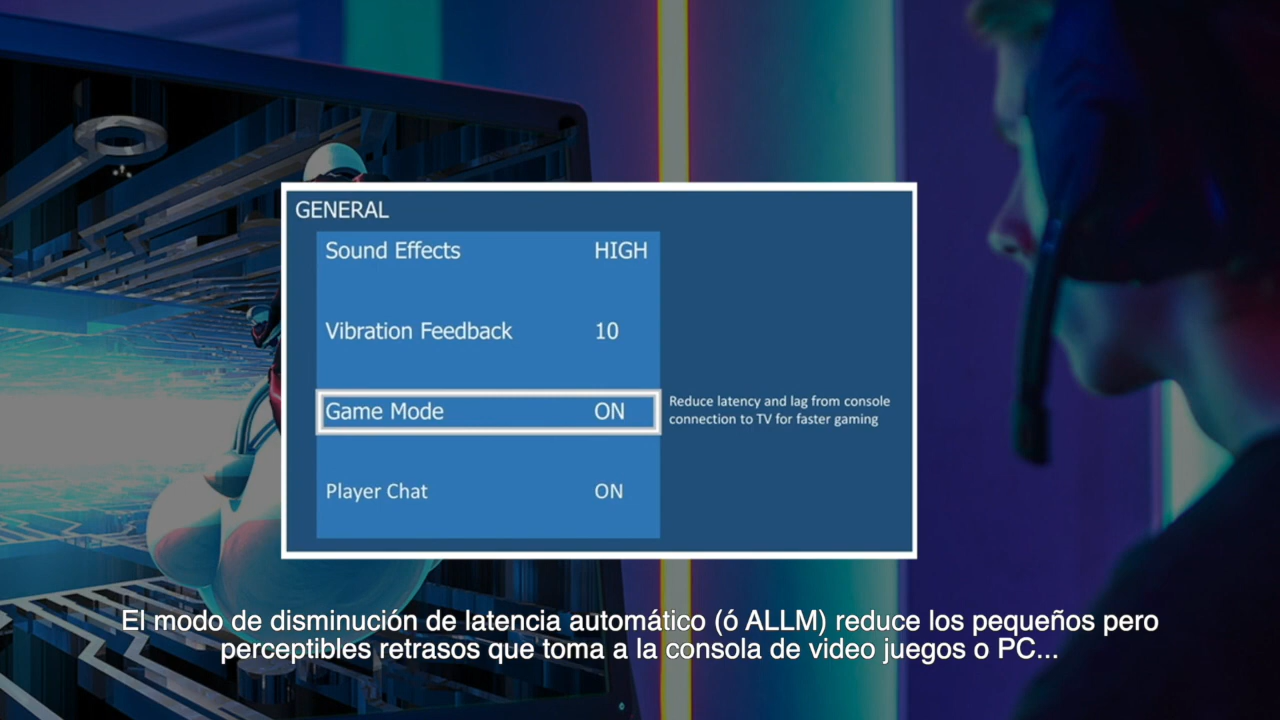 GENERAL
Sound Effects HIGH
Vibration Feedback 10
Game Mode ON
Reduce latency and lag from console
connection to TV for faster gaming
Player Chat ON
El modo de disminución de latencia automático (ó ALLM) reduce los pequeños pero
perceptibles retrasos que toma a la consola de video juegos o PC...